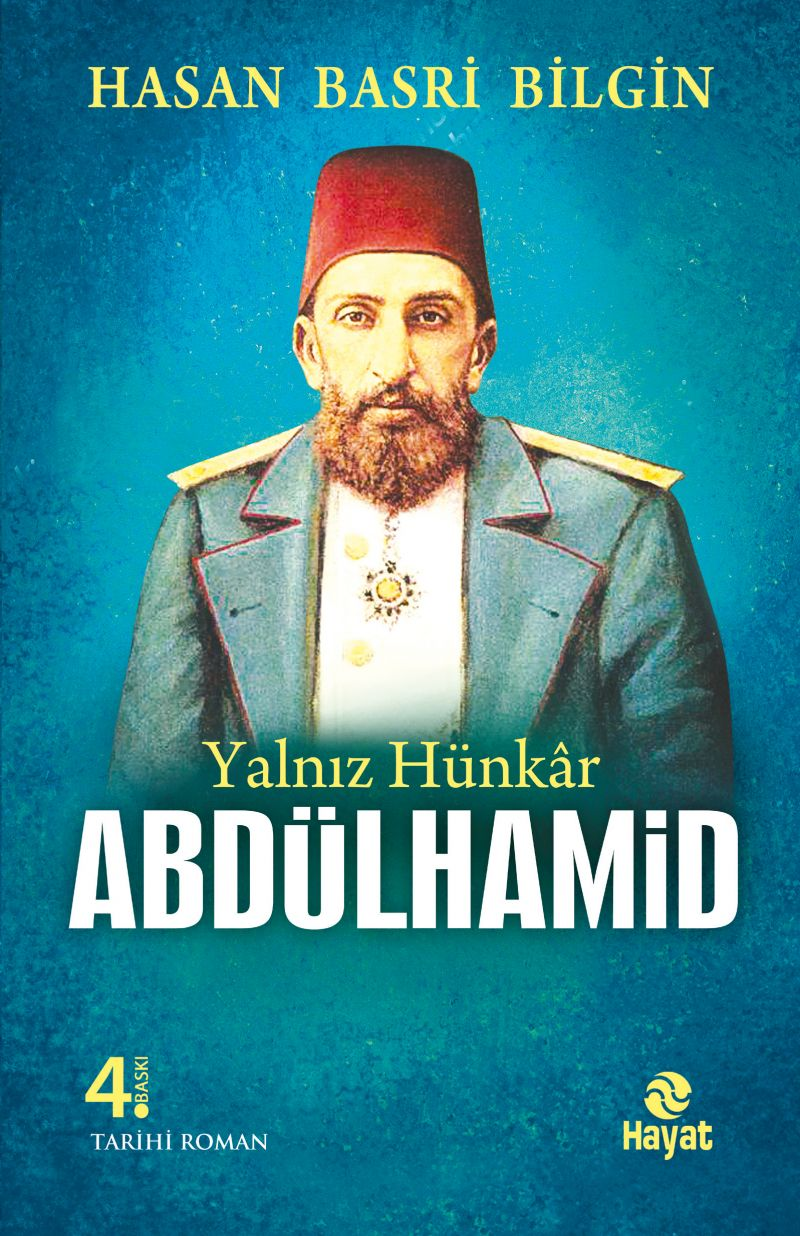 HASAN BASRİ BİLGİN
Yalnız Hünkâr
ABDÜLHAMİD
4. BASKI
TARİHİ ROMAN
Hayat